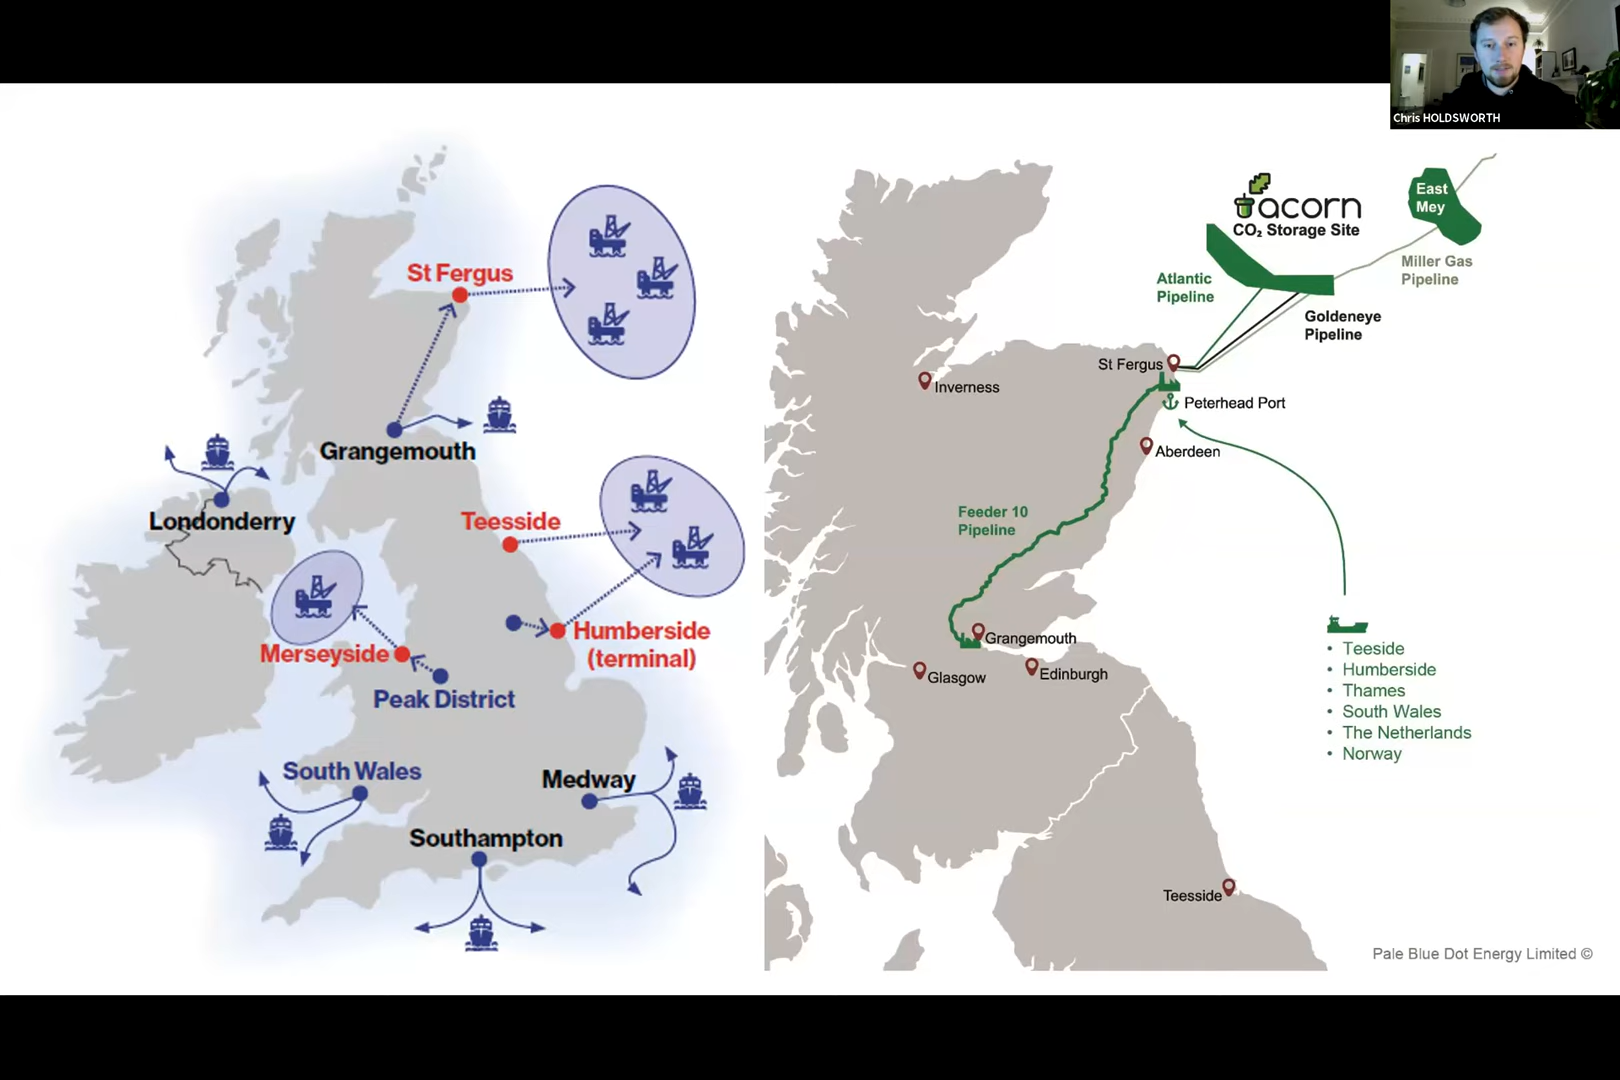 Chris HOLDSWORTH
St Fergus
Grangemouth
Londonderry
Teesside
Humberside
(terminal)
Merseyside
Peak District
South Wales
Medway
Southampton
acorn
CO₂ Storage Site
East
Mey
Miller Gas
Pipeline
Atlantic
Pipeline
Goldeneye
Pipeline
St Fergus
Inverness
Peterhead Port
Aberdeen
Feeder 10
Pipeline
Grangemouth
Glasgow
Edinburgh
• Teeside
• Humberside
• Thames
• South Wales
• The Netherlands
• Norway
Teesside
Pale Blue Dot Energy Limited ©